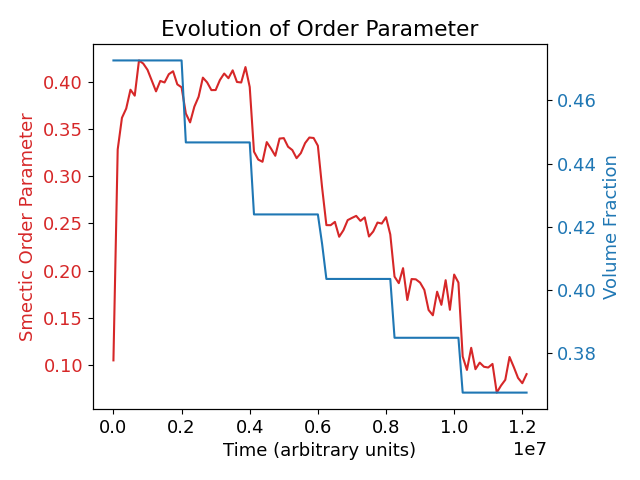 Evolution of Order Parameter
Smectic Order Parameter
0.40
0.35
0.30
0.25
0.20
0.15
0.10
0.46
0.44
0.42
0.40
0.38
Volume Fraction
0.0 0.2 0.4 0.6 0.8 1.0 1.2
1e7
Time (arbitrary units)